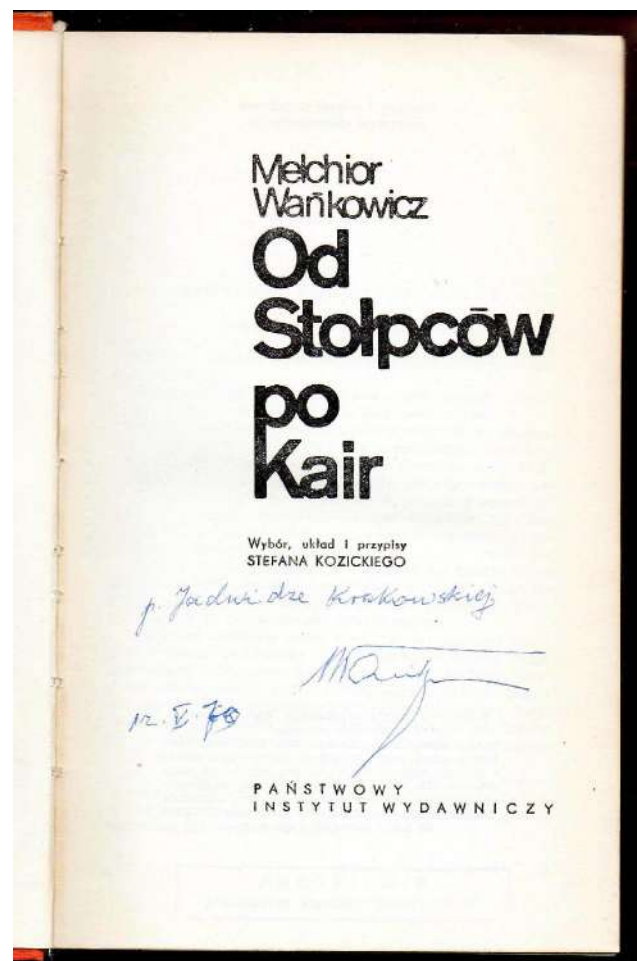 Melchior
Wańkowicz
Od
Stołpców
po
Kair
Wybór, układ i przypisy
STEFANA KOZICKIEGO
p. Jadwidze Krakowskiej
12. V. 70
PAŃSTWOWY
INSTYTUT WYDAWNICZY